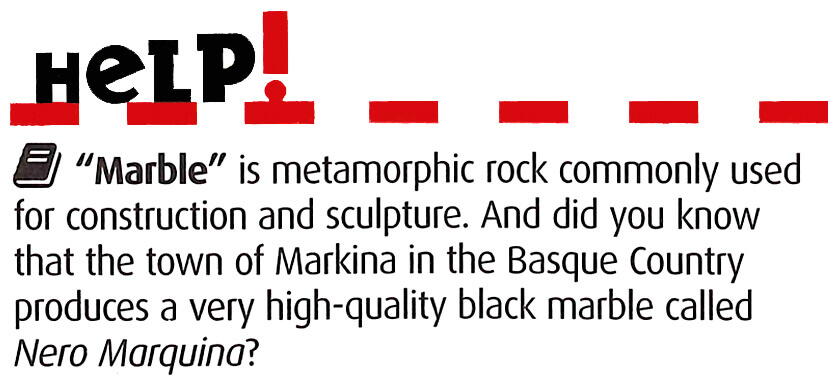 HeLP!
“Marble” is metamorphic rock commonly used
for construction and sculpture. And did you know
that the town of Markina in the Basque Country
produces a very high-quality black marble called
Nero Marquina?